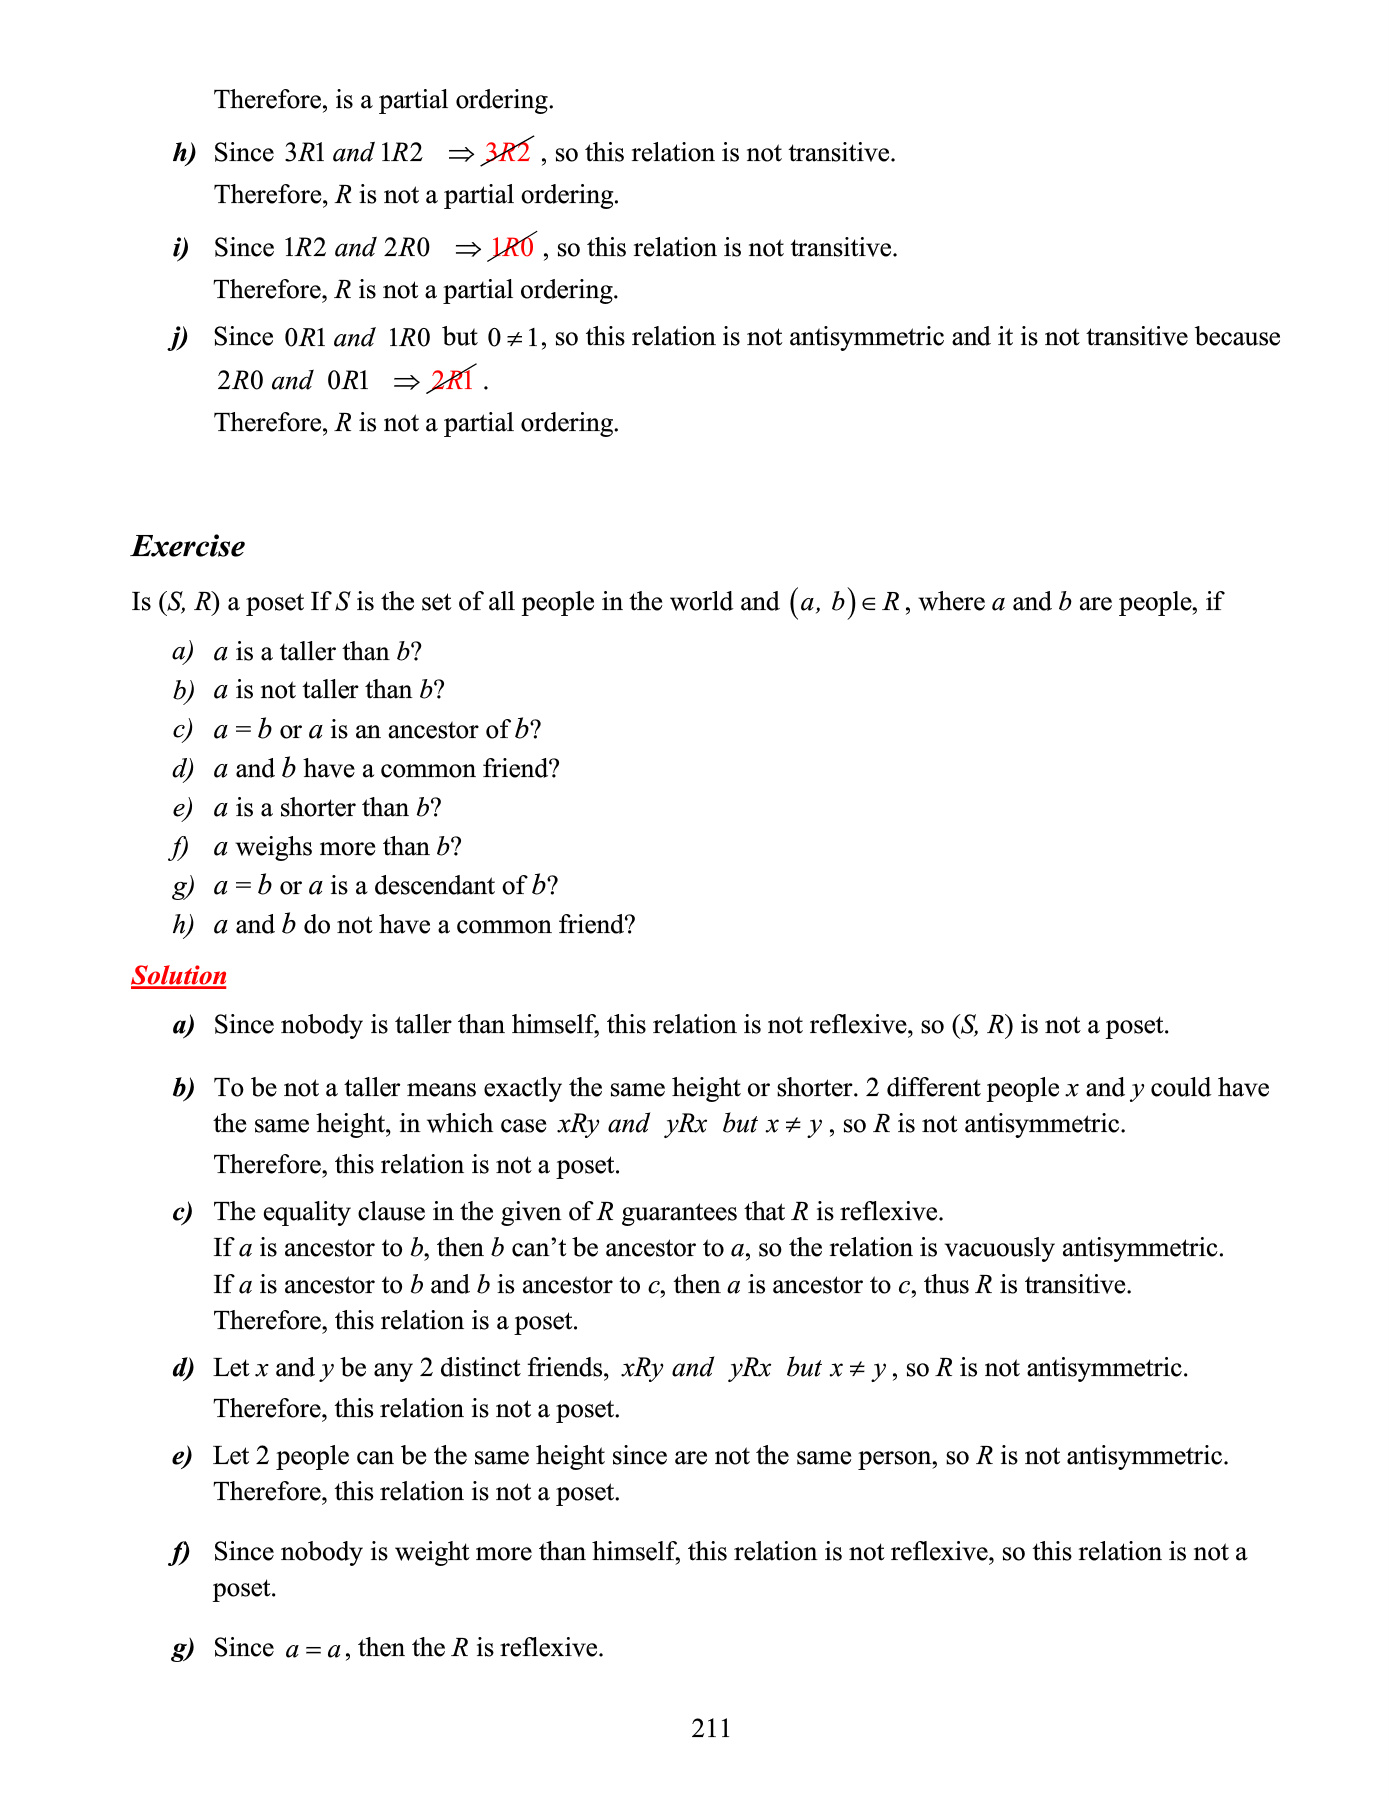 Therefore, is a partial ordering.
h) Since 3R1 and 1R2 ⇒ 3R2 , so this relation is not transitive.
Therefore, R is not a partial ordering.
i) Since 1R2 and 2R0 ⇒ 1R0 , so this relation is not transitive.
Therefore, R is not a partial ordering.
j) Since 0R1 and 1R0 but 0 ≠ 1, so this relation is not antisymmetric and it is not transitive because
2R0 and 0R1 ⇒ 2R1 .
Therefore, R is not a partial ordering.
Exercise
Is (S, R) a poset If S is the set of all people in the world and (a, b) ∈ R , where a and b are people, if
a) a is a taller than b?
b) a is not taller than b?
c) a = b or a is an ancestor of b?
d) a and b have a common friend?
e) a is a shorter than b?
f) a weighs more than b?
g) a = b or a is a descendant of b?
h) a and b do not have a common friend?
Solution
a) Since nobody is taller than himself, this relation is not reflexive, so (S, R) is not a poset.
b) To be not a taller means exactly the same height or shorter. 2 different people x and y could have
the same height, in which case xRy and yRx but x ≠ y , so R is not antisymmetric.
Therefore, this relation is not a poset.
c) The equality clause in the given of R guarantees that R is reflexive.
If a is ancestor to b, then b can’t be ancestor to a, so the relation is vacuously antisymmetric.
If a is ancestor to b and b is ancestor to c, then a is ancestor to c, thus R is transitive.
Therefore, this relation is a poset.
d) Let x and y be any 2 distinct friends, xRy and yRx but x ≠ y , so R is not antisymmetric.
Therefore, this relation is not a poset.
e) Let 2 people can be the same height since are not the same person, so R is not antisymmetric.
Therefore, this relation is not a poset.
f) Since nobody is weight more than himself, this relation is not reflexive, so this relation is not a
poset.
g) Since a = a , then the R is reflexive.
211